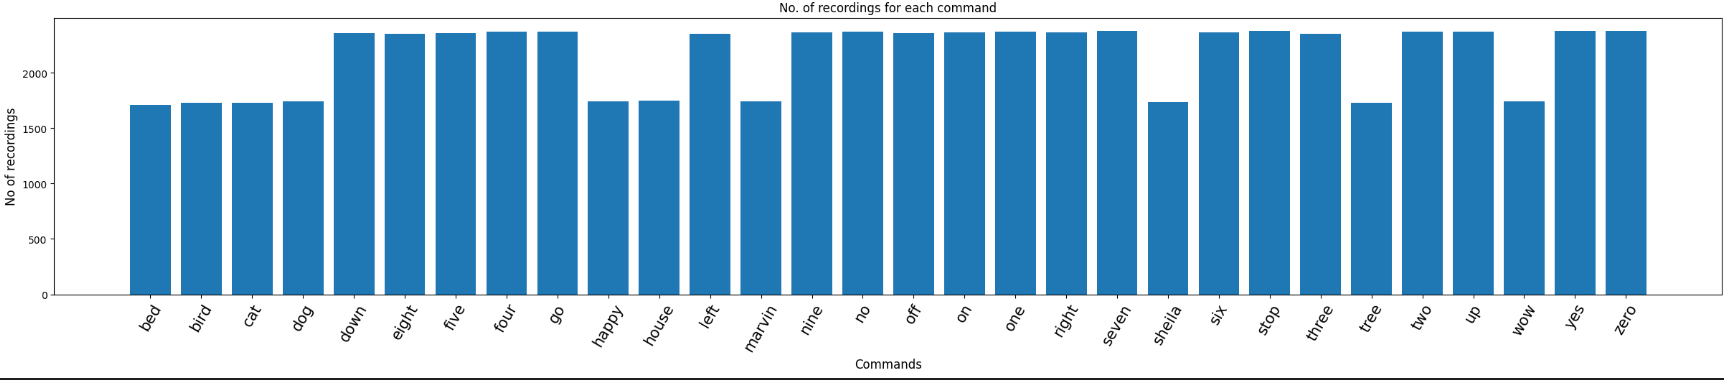 No. of recordings for each command
No of recordings
2000
1500
1000
500
0
bed bird cat dog down eight five four go happy house left marvin nine no off on one right seven sheila six stop three tree two up wow yes zero
Commands